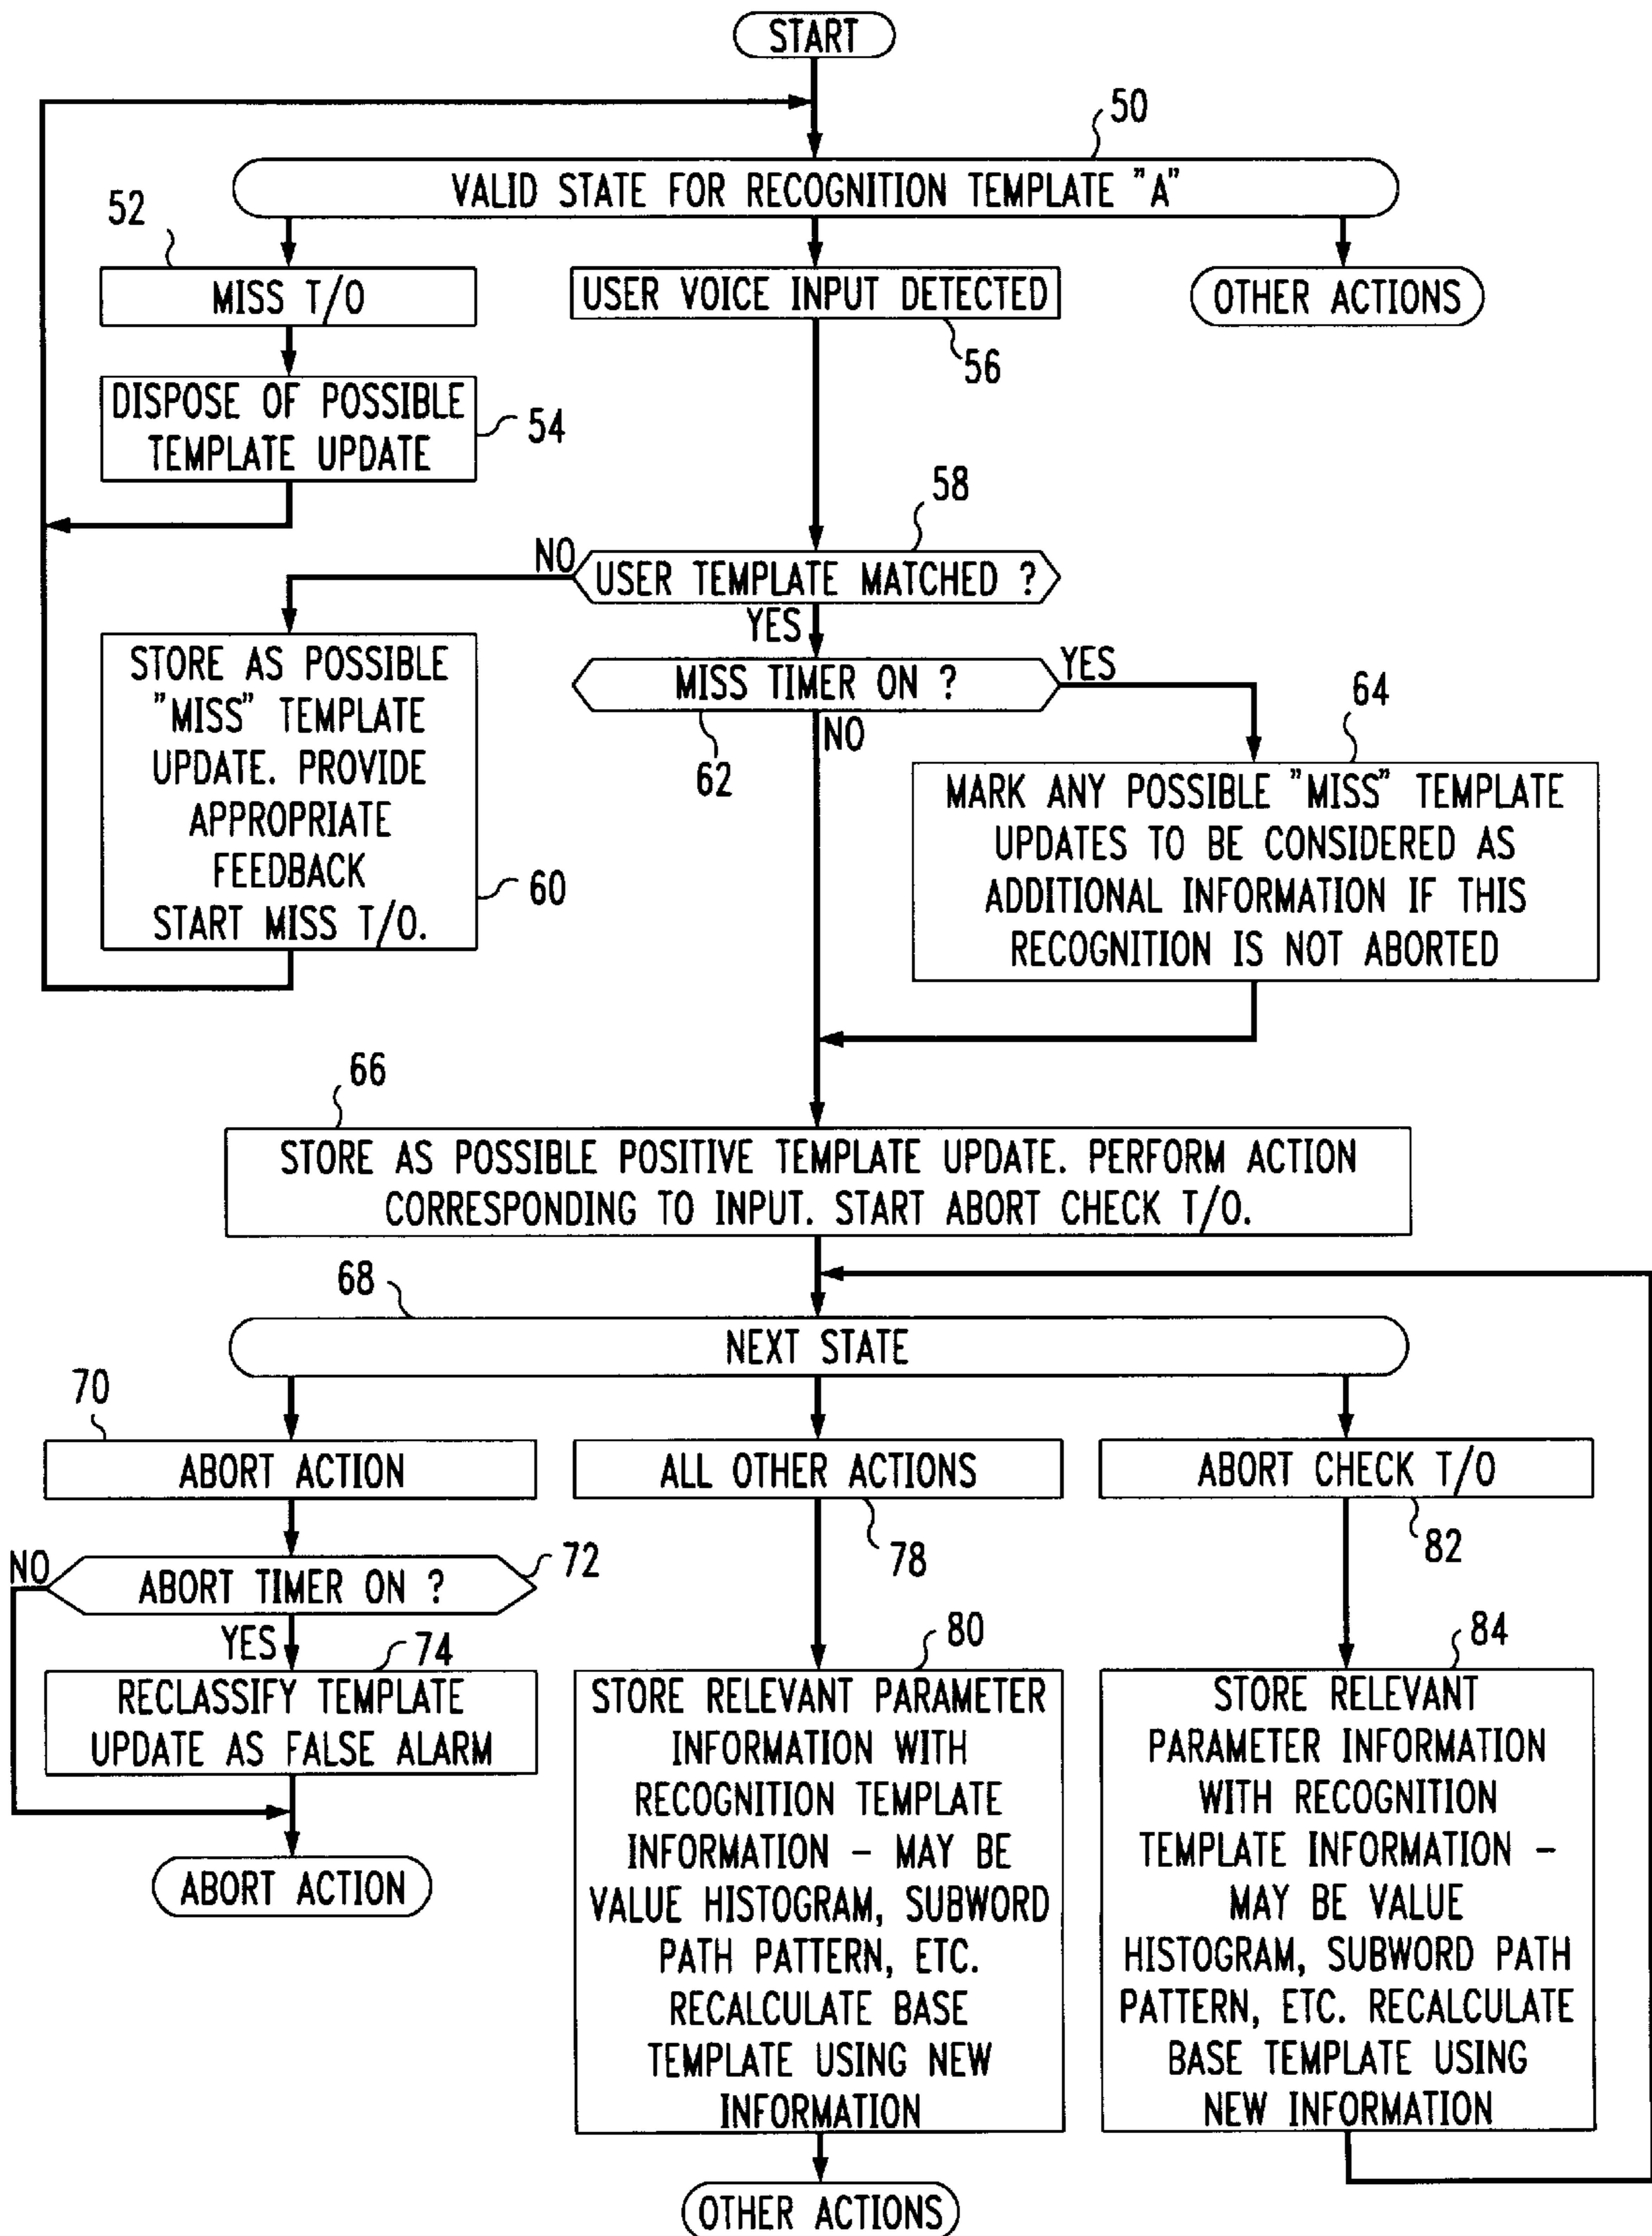 START
50
VALID STATE FOR RECOGNITION TEMPLATE "A"
52
MISS T/O
USER VOICE INPUT DETECTED
56
OTHER ACTIONS
DISPOSE OF POSSIBLE
TEMPLATE UPDATE
54
58
NO
USER TEMPLATE MATCHED ?
YES
STORE AS POSSIBLE
"MISS" TEMPLATE
UPDATE. PROVIDE
APPROPRIATE
FEEDBACK
START MISS T/O.
60
MISS TIMER ON ?
YES
NO
62
64
MARK ANY POSSIBLE "MISS" TEMPLATE
UPDATES TO BE CONSIDERED AS
ADDITIONAL INFORMATION IF THIS
RECOGNITION IS NOT ABORTED
66
STORE AS POSSIBLE POSITIVE TEMPLATE UPDATE. PERFORM ACTION
CORRESPONDING TO INPUT. START ABORT CHECK T/O.
68
NEXT STATE
70
ABORT ACTION
ALL OTHER ACTIONS
78
ABORT CHECK T/O
82
NO
ABORT TIMER ON ?
72
YES
74
RECLASSIFY TEMPLATE
UPDATE AS FALSE ALARM
ABORT ACTION
80
STORE RELEVANT PARAMETER
INFORMATION WITH
RECOGNITION TEMPLATE
INFORMATION – MAY BE
VALUE HISTOGRAM, SUBWORD
PATH PATTERN, ETC.
RECALCULATE BASE
TEMPLATE USING NEW
INFORMATION
OTHER ACTIONS
84
STORE RELEVANT
PARAMETER INFORMATION
WITH RECOGNITION
TEMPLATE INFORMATION –
MAY BE VALUE
HISTOGRAM, SUBWORD PATH
PATTERN, ETC. RECALCULATE
BASE TEMPLATE USING
NEW INFORMATION